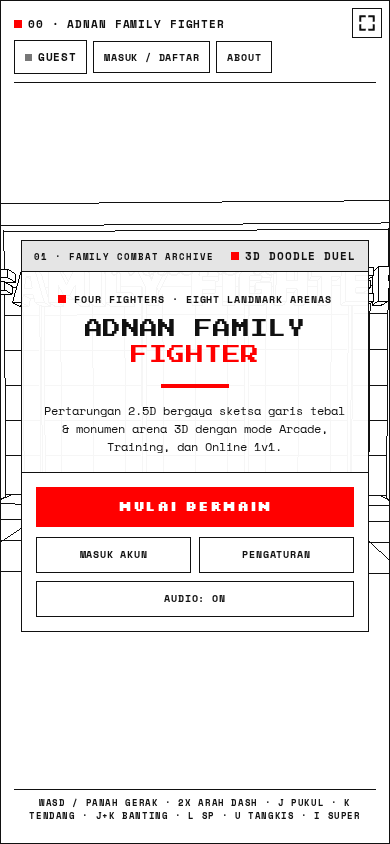 00 · ADNAN FAMILY FIGHTER
GUEST
MASUK / DAFTAR
ABOUT
01 · FAMILY COMBAT ARCHIVE
3D DOODLE DUEL
FOUR FIGHTERS · EIGHT LANDMARK ARENAS
ADNAN FAMILY
FIGHTER
Pertarungan 2.5D bergaya sketsa garis tebal
& monumen arena 3D dengan mode Arcade,
Training, dan Online 1v1.
MULAI BERMAIN
MASUK AKUN
PENGATURAN
AUDIO: ON
WASD / PANAH GERAK · 2X ARAH DASH · J PUKUL · K
TENDANG · J+K BANTING · L SP · U TANGKIS · I SUPER